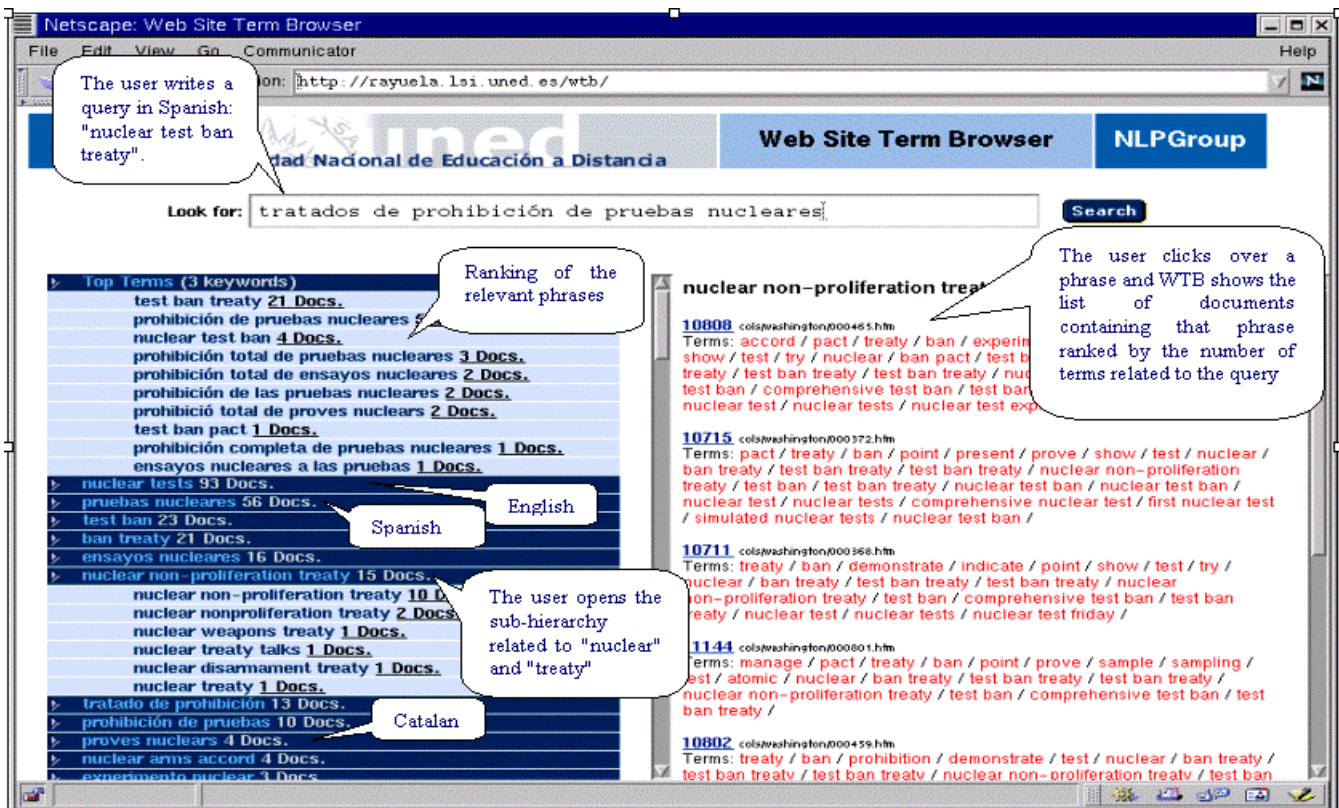 Netscape: Web Site Term Browser
File Edit View Go Communicator Help
The user writes a
query in Spanish:
"nuclear test ban
treaty".
http://rayuela.lsi.uned.es/wtb/
N
uned
dad Nacional de Educación a Distancia
Web Site Term Browser
NLPGroup
Look for: tratados de prohibición de pruebas nucleares
Search
Top Terms (3 keywords)
test ban treaty 21 Docs.
prohibición de pruebas nucleares
nuclear test ban 4 Docs.
prohibición total de pruebas nucleares 3 Docs.
prohibición total de ensayos nucleares 2 Docs.
prohibición de las pruebas nucleares 2 Docs.
prohibició total de proves nuclears 2 Docs.
test ban pact 1 Docs.
prohibición completa de pruebas nucleares 1 Docs.
ensayos nucleares a las pruebas 1 Docs.
nuclear tests 93 Docs.
pruebas nucleares 56 Docs.
test ban 23 Docs.
ban treaty 21 Docs.
ensayos nucleares 16 Docs.
nuclear non-proliferation treaty 15 Docs.
nuclear non-proliferation treaty 10
nuclear nonproliferation treaty 2 Docs.
nuclear weapons treaty 1 Docs.
nuclear treaty talks 1 Docs.
nuclear disarmament treaty 1 Docs.
nuclear treaty 1 Docs.
tratado de prohibición 13 Docs.
prohibición de pruebas 10 Docs.
proves nuclears 4 Docs.
nuclear arms accord 4 Docs.
experimento nuclear 3 Docs.
Ranking of the
relevant phrases
English
Spanish
The user opens the
sub-hierarchy
related to "nuclear"
and "treaty"
Catalan
The user clicks over a
phrase and WTB shows the
list of documents
containing that phrase
ranked by the number of
terms related to the query
nuclear non-proliferation
10808 cols/washington/000465.htm
Terms: accord / pact / treaty / ban /
show / test / try / nuclear / ban pact /
treaty / test ban treaty / test ban treaty /
test ban / comprehensive test ban / test
nuclear test / nuclear tests / nuclear test
10715 cols/washington/000372.htm
Terms: pact / treaty / ban / point / present / prove / show / test / nuclear /
ban treaty / test ban treaty / test ban treaty / nuclear non-proliferation
treaty / test ban / test ban treaty / nuclear test ban / nuclear test ban /
nuclear test / nuclear tests / comprehensive nuclear test / first nuclear test
/ simulated nuclear tests / nuclear test ban /
10711 cols/washington/000368.htm
Terms: treaty / ban / demonstrate / indicate / point / show / test / try /
nuclear / ban treaty / test ban treaty / test ban treaty / nuclear
non-proliferation treaty / test ban / comprehensive test ban / test ban
treaty / nuclear test / nuclear tests / nuclear test friday /
1144 cols/washington/000801.htm
Terms: manage / pact / treaty / ban / point / prove / sample / sampling /
test / atomic / nuclear / ban treaty / test ban treaty / test ban treaty /
nuclear non-proliferation treaty / test ban / comprehensive test ban / test
ban treaty /
10802 cols/washington/000459.htm
Terms: treaty / ban / prohibition / demonstrate / test / nuclear / ban treaty /
test ban treaty / test ban treaty / nuclear non-proliferation treaty / test ban